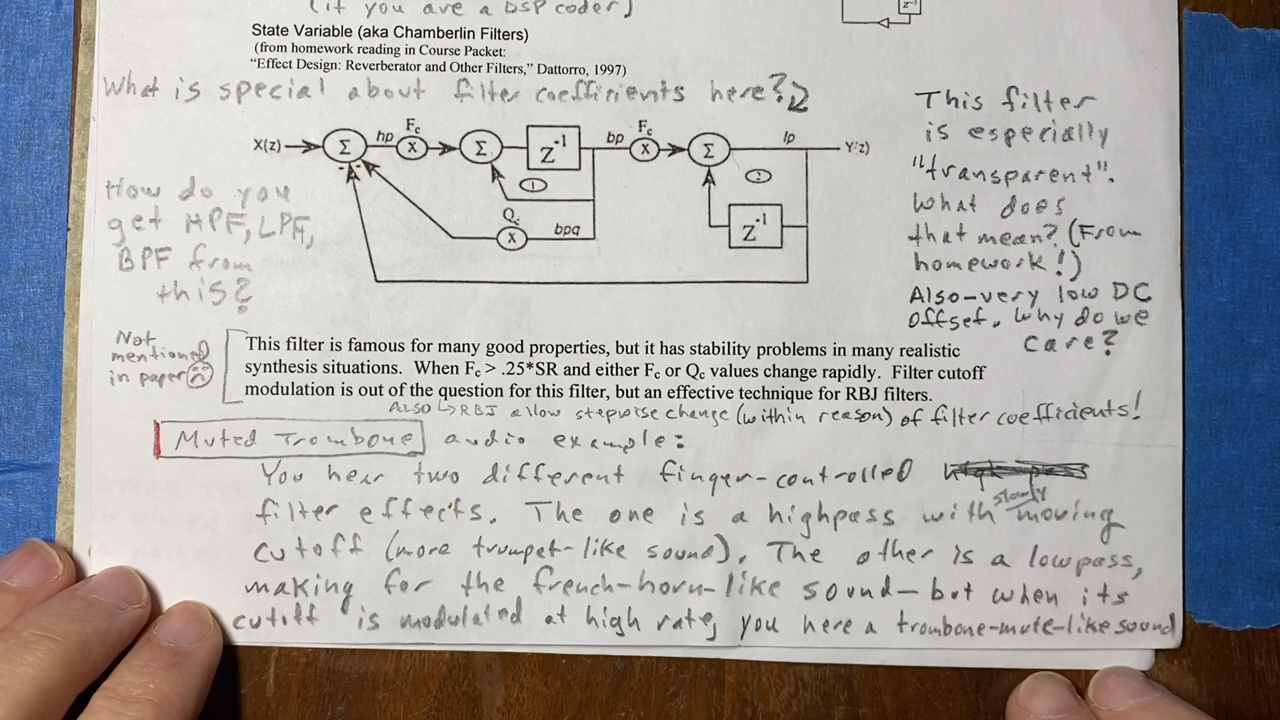 (if you are a DSP coder)
z-1
State Variable (aka Chamberlin Filters)
(from homework reading in Course Packet:
“Effect Design: Reverberator and Other Filters,” Dattorro, 1997)
What is special about filter coefficients here?
X(z)
Σ
hp
Fc
X
Σ
Z-1
bp
Fc
X
Σ
lp
Y(z)
1
2
Qc
X
bpq
Z-1
- -
How do you
get HPF, LPF,
BPF from
this?
This filter
is especially
"transparent".
What does
that mean? (From
homework!)
Also-very low DC
offset. Why do we
care?
Not
mentioned
in paper
This filter is famous for many good properties, but it has stability problems in many realistic
synthesis situations. When Fc > .25*SR and either Fc or Qc values change rapidly. Filter cutoff
modulation is out of the question for this filter, but an effective technique for RBJ filters.
ALSO RBJ allow stepwise change (within reason) of filter coefficients!
Muted Trombone audio example:
You hear two different finger-controlled
filter effects. The one is a highpass with slowly moving
cutoff (more trumpet-like sound). The other is a lowpass,
making for the french-horn-like sound - but when its
cutoff is modulated at high rate, you here a trombone-mute-like sound